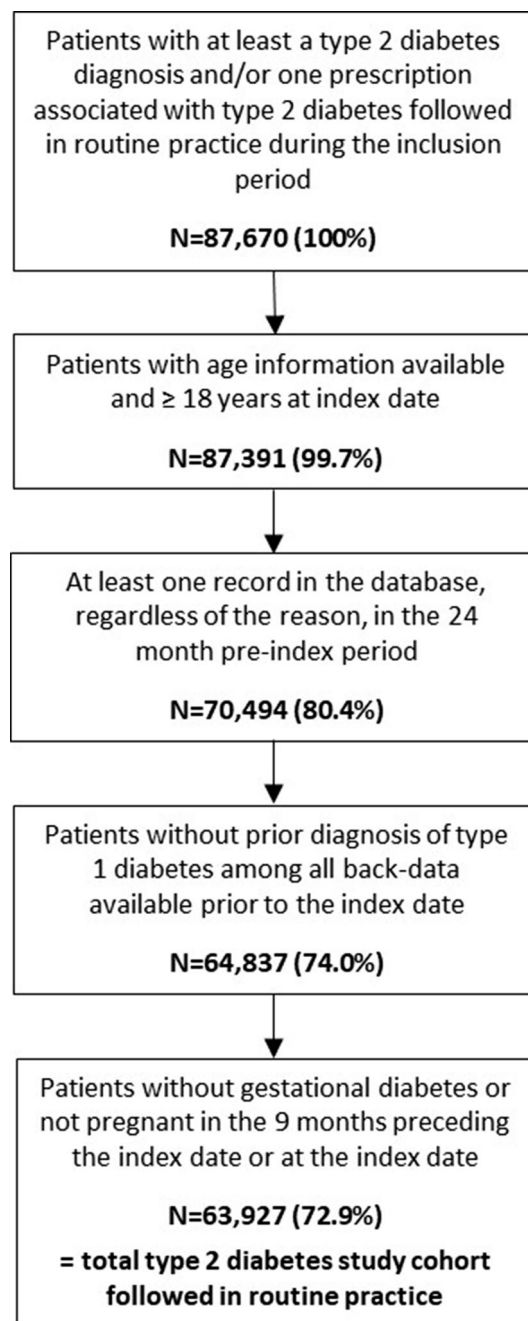 Patients with at least a type 2 diabetes
diagnosis and/or one prescription
associated with type 2 diabetes followed
in routine practice during the inclusion
period
N=87,670 (100%)
Patients with age information available
and ≥ 18 years at index date
N=87,391 (99.7%)
At least one record in the database,
regardless of the reason, in the 24
month pre-index period
N=70,494 (80.4%)
Patients without prior diagnosis of type
1 diabetes among all back-data
available prior to the index date
N=64,837 (74.0%)
Patients without gestational diabetes or
not pregnant in the 9 months preceding
the index date or at the index date
N=63,927 (72.9%)
= total type 2 diabetes study cohort
followed in routine practice